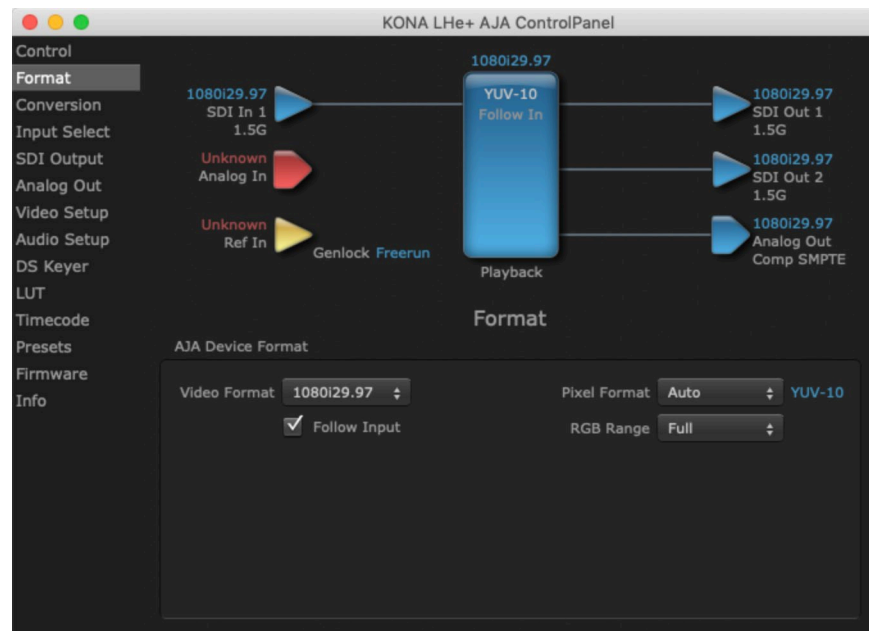 KONA LHe+ AJA ControlPanel
Control
Format
Conversion
Input Select
SDI Output
Analog Out
Video Setup
Audio Setup
DS Keyer
LUT
Timecode
Presets
Firmware
Info
1080i29.97
SDI In 1
1.5G
Unknown
Analog In
Unknown
Ref In
Genlock Freerun
1080i29.97
YUV-10
Follow In
Playback
1080i29.97
SDI Out 1
1.5G
1080i29.97
SDI Out 2
1.5G
1080i29.97
Analog Out
Comp SMPTE
Format
AJA Device Format
Video Format 1080i29.97
Follow Input
Pixel Format Auto YUV-10
RGB Range Full